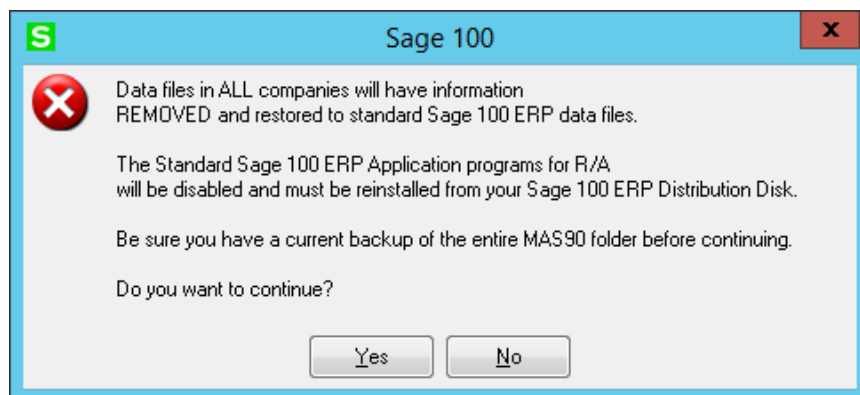 S
Sage 100
x
Data files in ALL companies will have information
REMOVED and restored to standard Sage 100 ERP data files.
The Standard Sage 100 ERP Application programs for R/A
will be disabled and must be reinstalled from your Sage 100 ERP Distribution Disk.
Be sure you have a current backup of the entire MAS90 folder before continuing.
Do you want to continue?
Yes
No